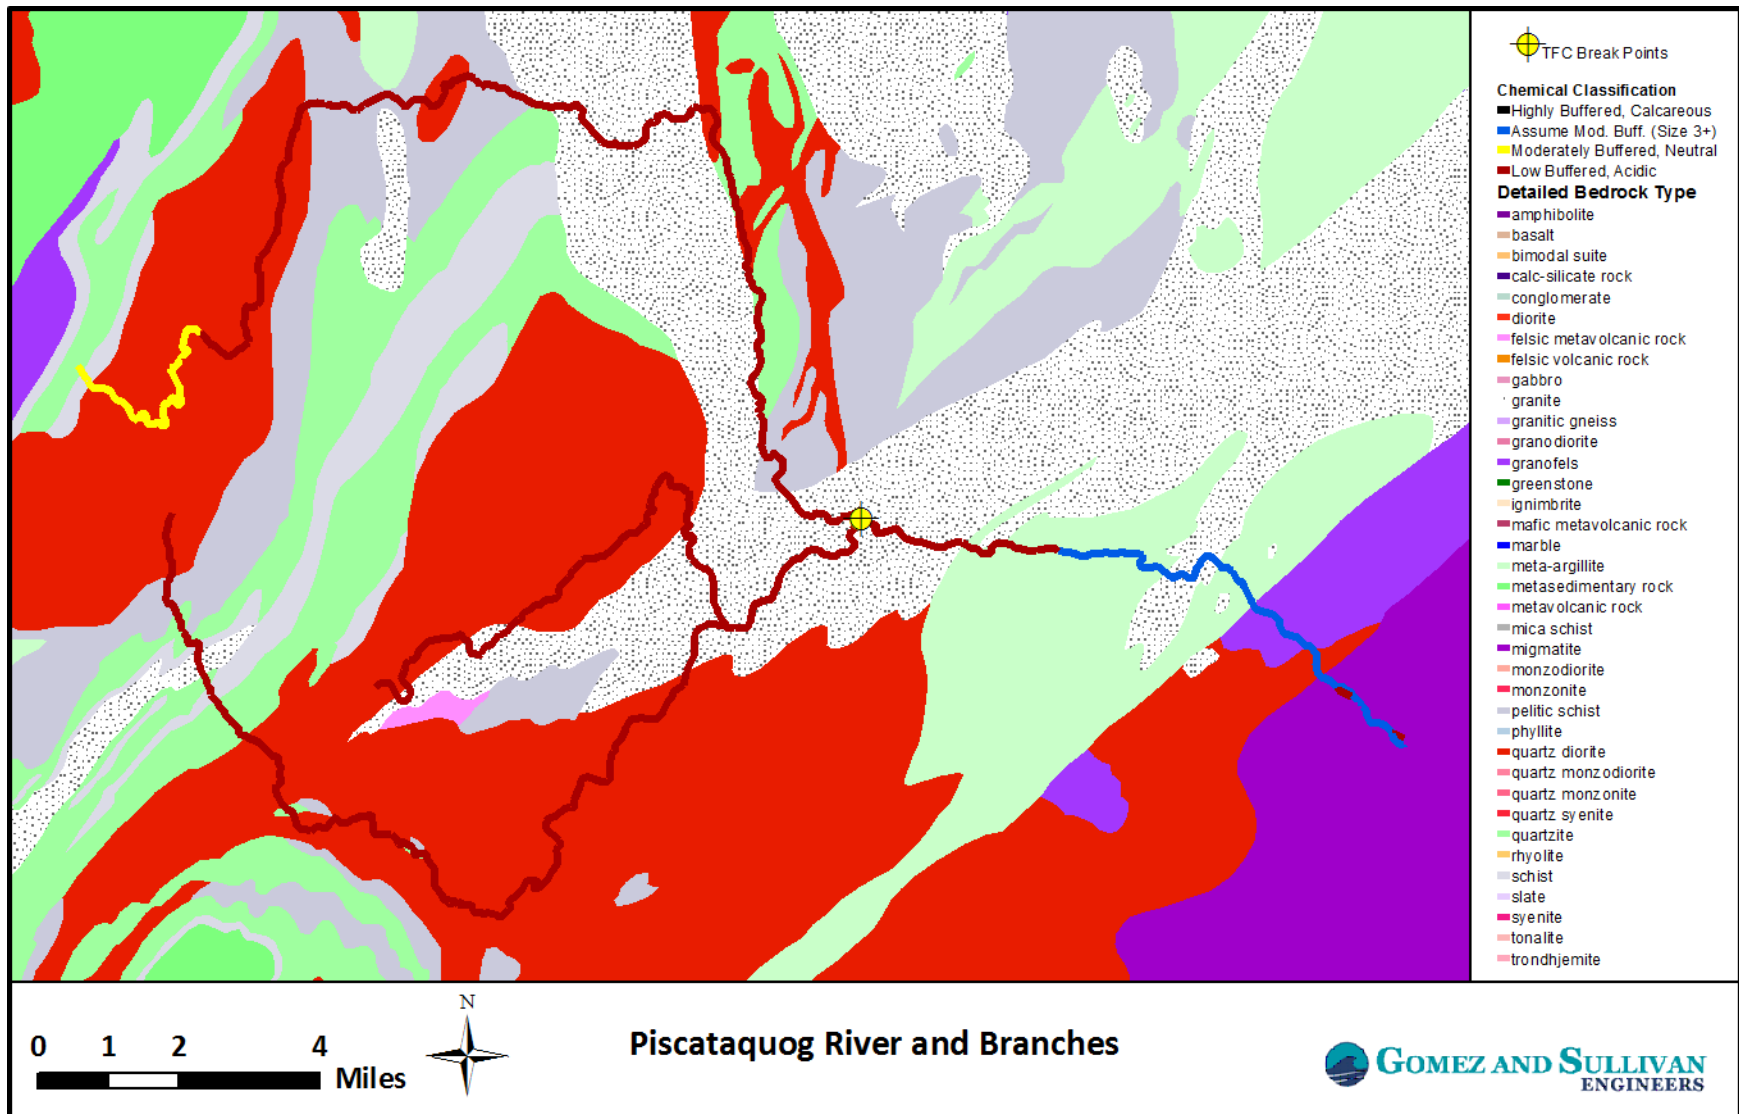 TFC Break Points
Chemical Classification
Highly Buffered, Calcareous
Assume Mod. Buff. (Size 3+)
Moderately Buffered, Neutral
Low Buffered, Acidic
Detailed Bedrock Type
amphibolite
basalt
bimodal suite
calc-silicate rock
conglomerate
diorite
felsic metavolcanic rock
felsic volcanic rock
gabbro
granite
granitic gneiss
granodiorite
granofels
greenstone
ignimbrite
mafic metavolcanic rock
marble
meta-argillite
metasedimentary rock
metavolcanic rock
mica schist
migmatite
monzodiorite
monzonite
pelitic schist
phyllite
quartz diorite
quartz monzodiorite
quartz monzonite
quartz syenite
quartzite
rhyolite
schist
slate
syenite
tonalite
trondhjemite
0 1 2 4
Miles
N
Piscataquog River and Branches
GOMEZ AND SULLIVAN
ENGINEERS